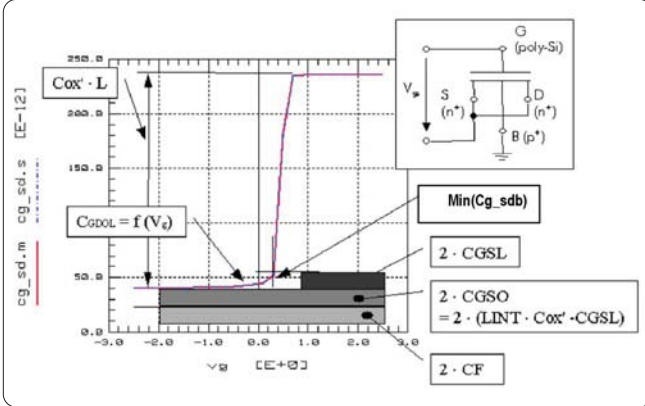 250.0
200.0
150.0
100.0
50.0
0.0
-3.0
-2.0
-1.0
0.0
1.0
2.0
3.0
vg [E+0]
cg_sd.m cg_sd.s [E-12]
Cox' · L
CGDOL = f (Vg)
Min(Cg_sdb)
2 · CGSL
2 · CGSO
= 2 · (LINT · Cox' -CGSL)
2 · CF
G
(poly-Si)
S
(n⁺)
D
(n⁺)
B (p⁺)